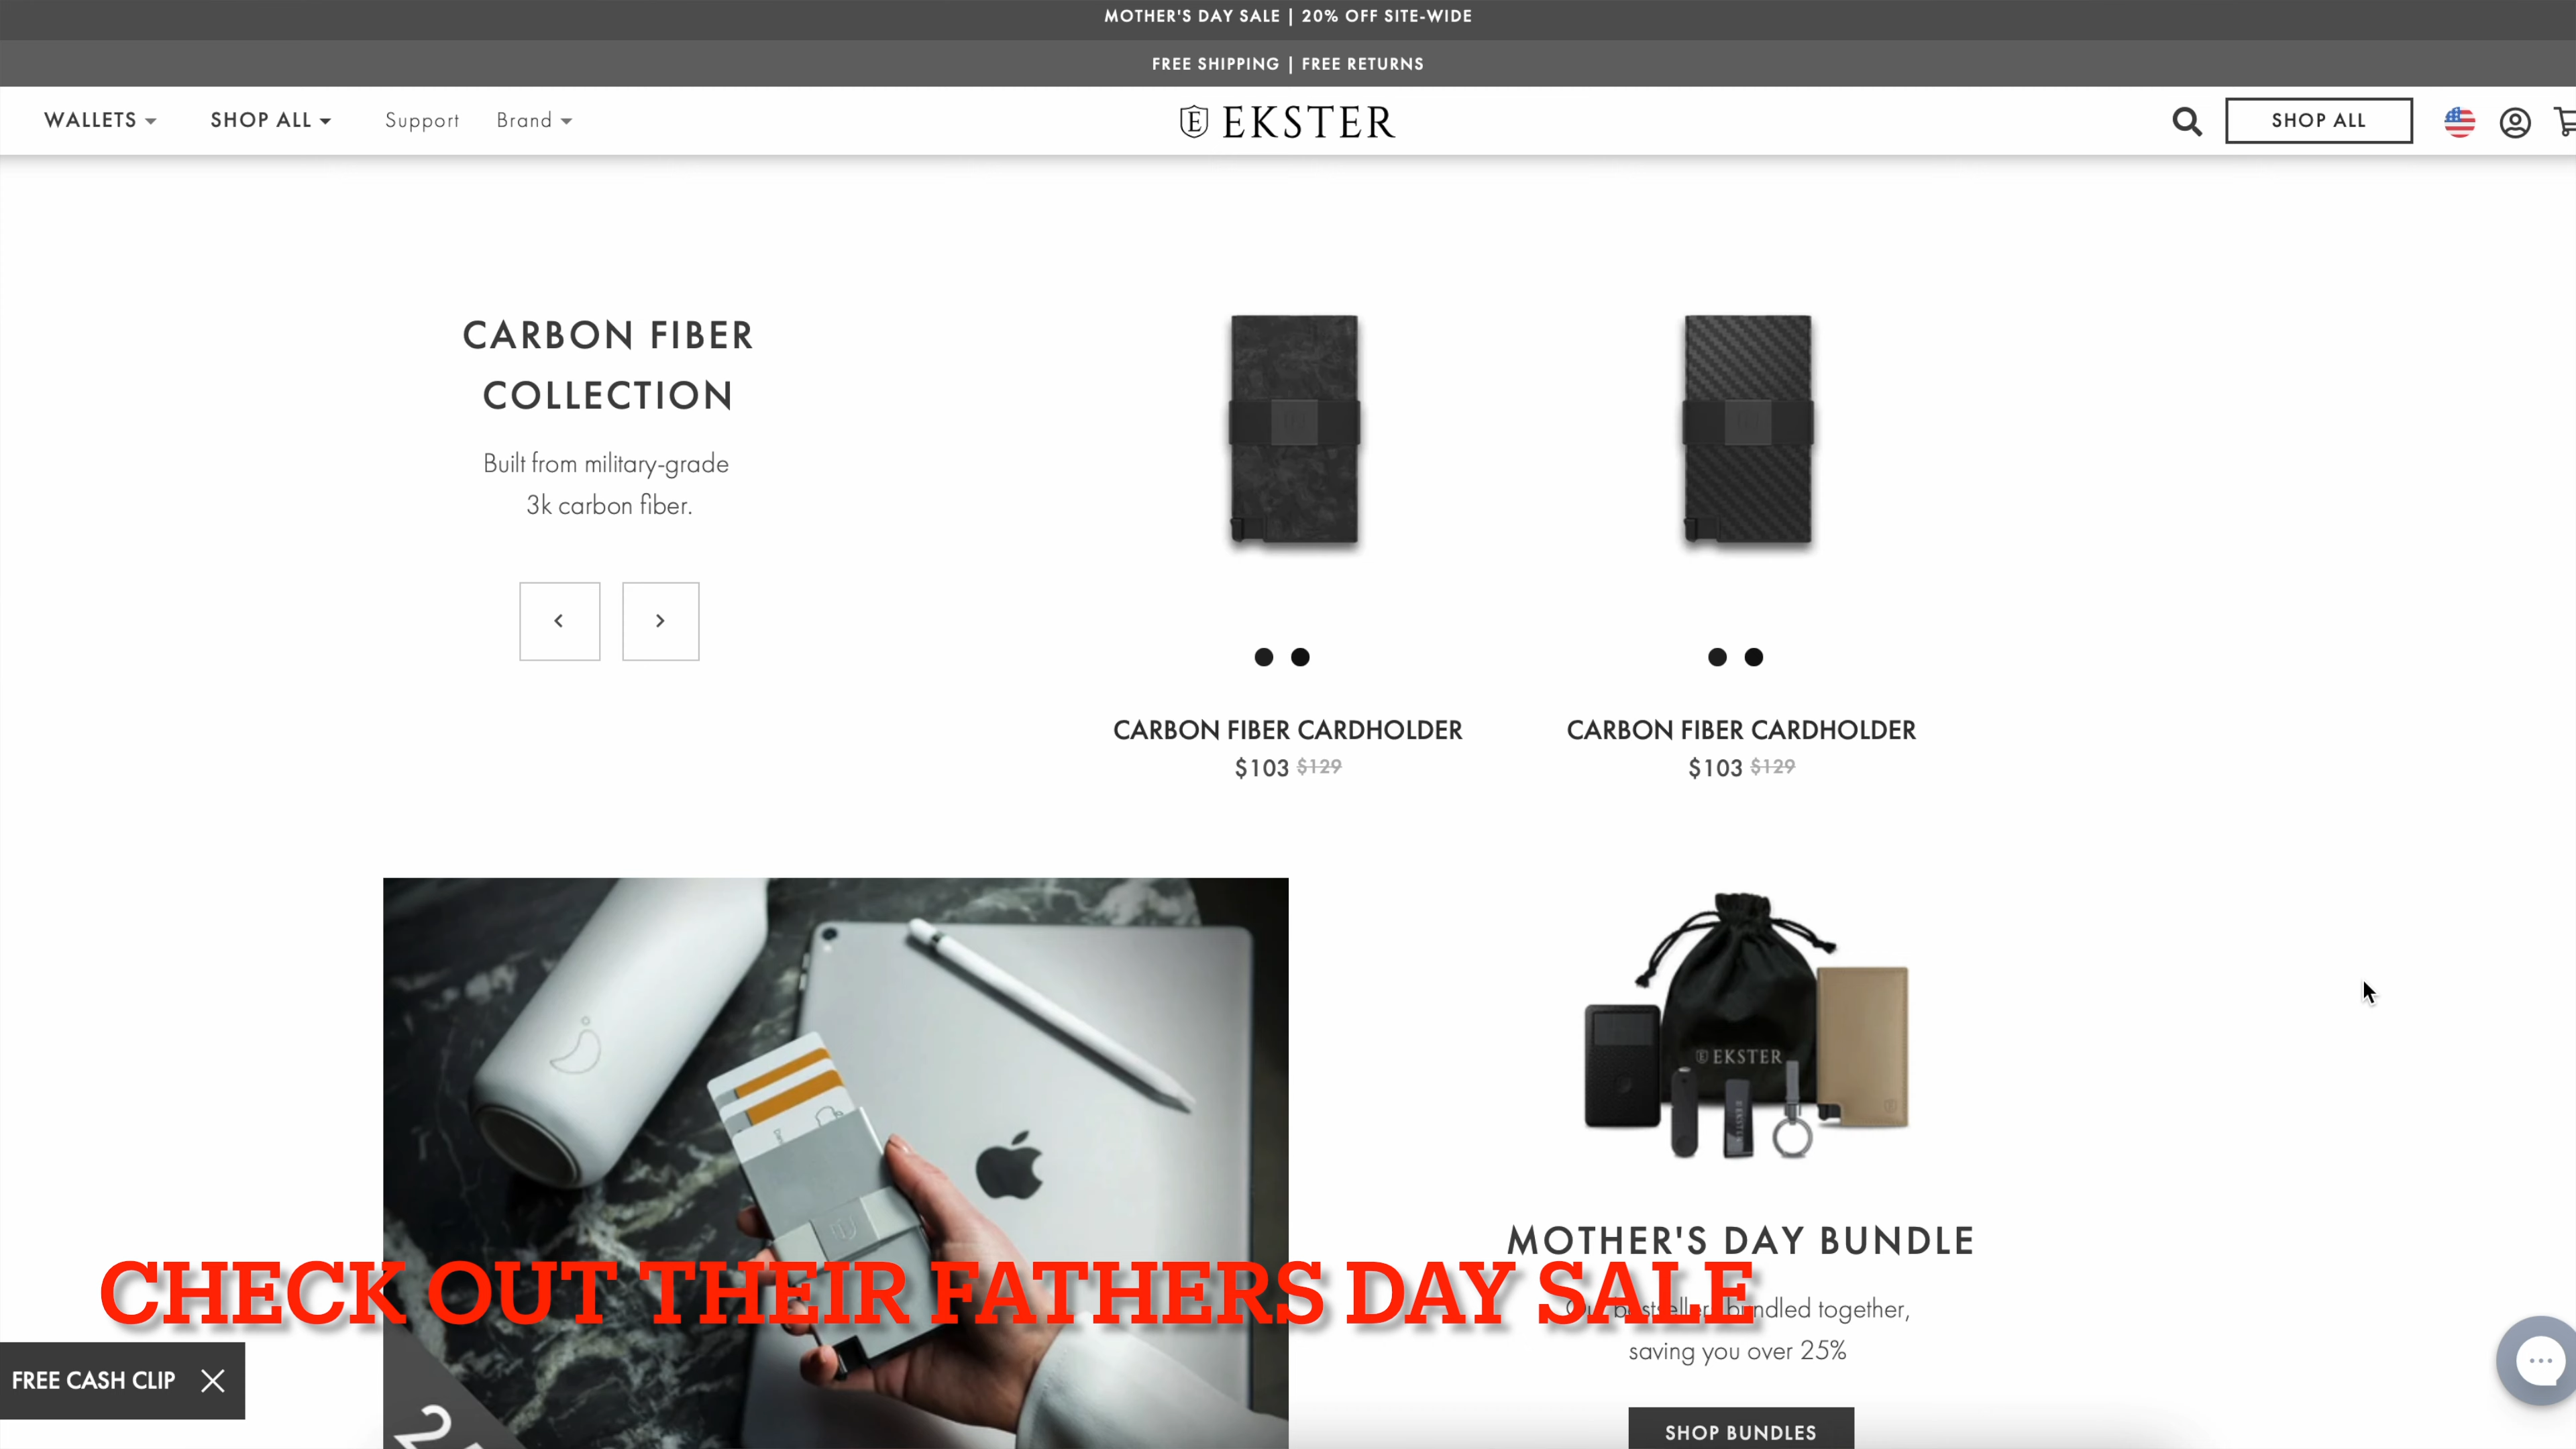 MOTHER'S DAY SALE | 20% OFF SITE-WIDE
FREE SHIPPING | FREE RETURNS
WALLETS SHOP ALL Support Brand
EKSTER
SHOP ALL
CARBON FIBER
COLLECTION
Built from military-grade
3k carbon fiber.
CARBON FIBER CARDHOLDER
$103 $129
CARBON FIBER CARDHOLDER
$103 $129
EKSTER
MOTHER'S DAY BUNDLE
CHECK OUT THEIR FATHERS DAY SALE
bundled together,
saving you over 25%
FREE CASH CLIP
SHOP BUNDLES